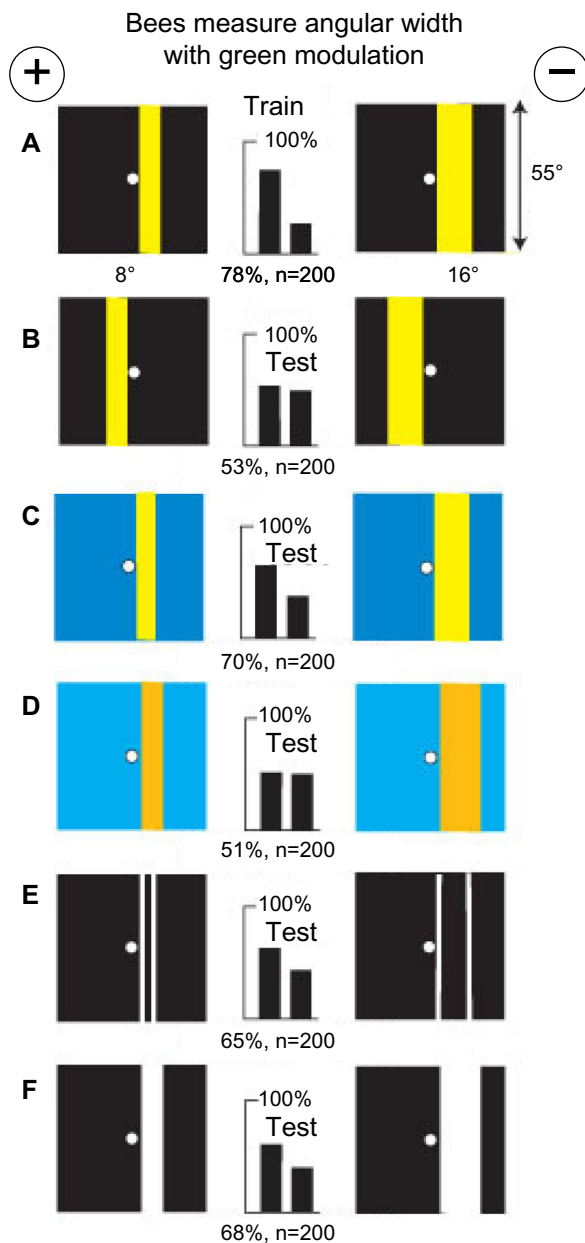 Bees measure angular width
with green modulation
+
−
Train
A
100%
55°
8°
78%, n=200
16°
B
100%
Test
53%, n=200
C
100%
Test
70%, n=200
D
100%
Test
51%, n=200
E
100%
Test
65%, n=200
F
100%
Test
68%, n=200